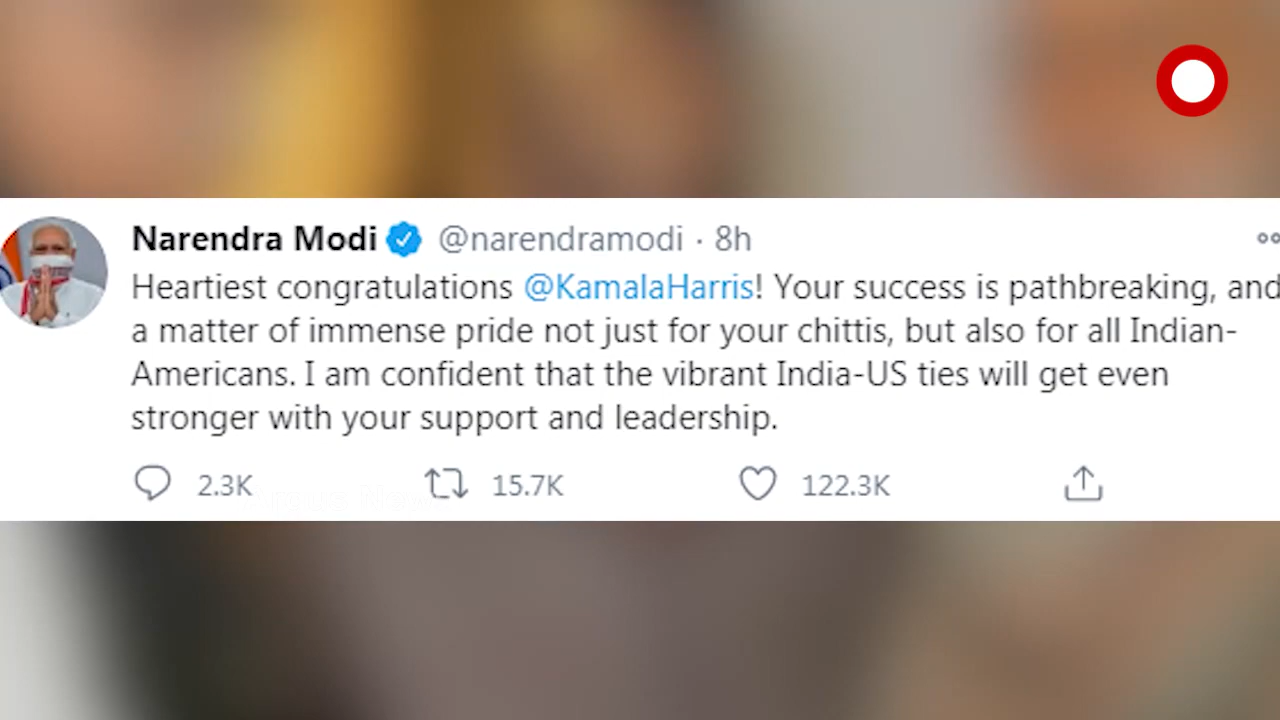 Narendra Modi @narendramodi · 8h
Heartiest congratulations @KamalaHarris! Your success is pathbreaking, and
a matter of immense pride not just for your chittis, but also for all Indian-
Americans. I am confident that the vibrant India-US ties will get even
stronger with your support and leadership.
2.3K 15.7K 122.3K